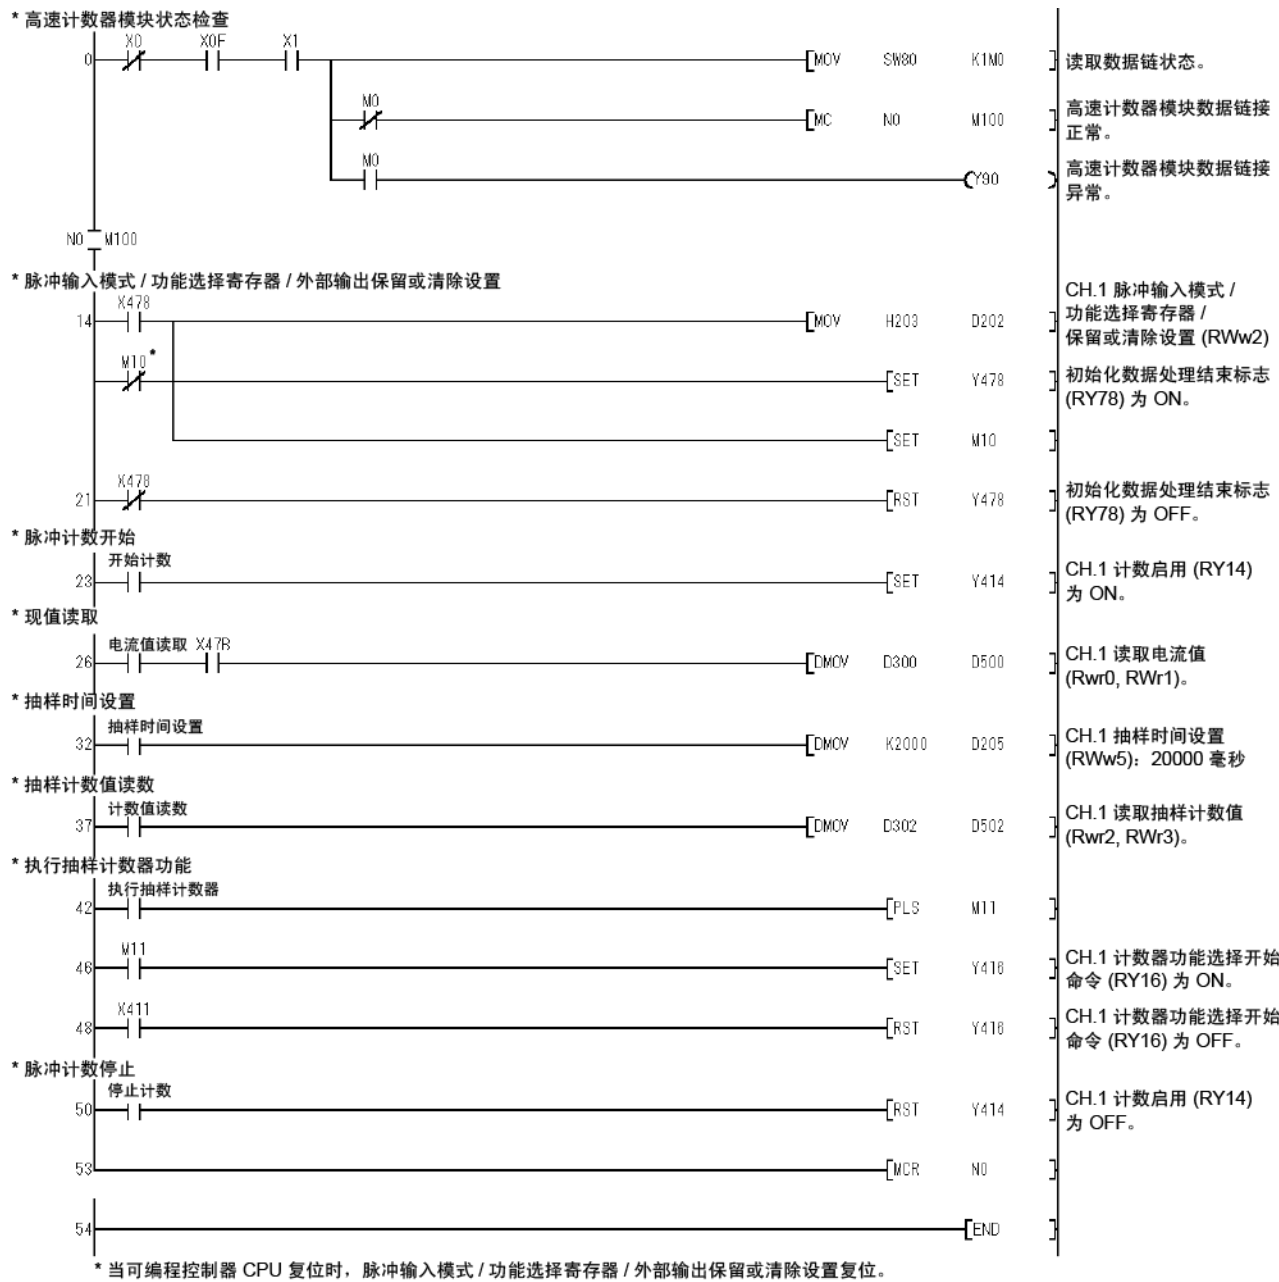 * 高速计数器模块状态检查
X0 X0F X1
0 MOV SW80 K1M0 读取数据链状态。
M0
MC N0 M100 高速计数器模块数据链接
正常。
M0
Y90 高速计数器模块数据链接
异常。
N0 M100
* 脉冲输入模式 / 功能选择寄存器 / 外部输出保留或清除设置
X478
14 MOV H203 D202 CH.1 脉冲输入模式 /
功能选择寄存器 /
保留或清除设置 (RWw2)
M10 *
SET Y478 初始化数据处理结束标志
(RY78) 为 ON。
SET M10
X478
21 RST Y478 初始化数据处理结束标志
(RY78) 为 OFF。
* 脉冲计数开始
开始计数
23 SET Y414 CH.1 计数启用 (RY14)
为 ON。
* 现值读取
电流值读取 X47B
26 DMOV D300 D500 CH.1 读取电流值
(Rwr0, RWr1)。
* 抽样时间设置
抽样时间设置
32 DMOV K2000 D205 CH.1 抽样时间设置
(RWw5)：20000 毫秒
* 抽样计数值读数
计数值读数
37 DMOV D302 D502 CH.1 读取抽样计数值
(Rwr2, RWr3)。
* 执行抽样计数器功能
执行抽样计数器
42 PLS M11
M11
46 SET Y416 CH.1 计数器功能选择开始
命令 (RY16) 为 ON。
X411
48 RST Y416 CH.1 计数器功能选择开始
命令 (RY16) 为 OFF。
* 脉冲计数停止
停止计数
50 RST Y414 CH.1 计数启用 (RY14)
为 OFF。
53 MCR N0
54 END
* 当可编程控制器 CPU 复位时，脉冲输入模式 / 功能选择寄存器 / 外部输出保留或清除设置复位。